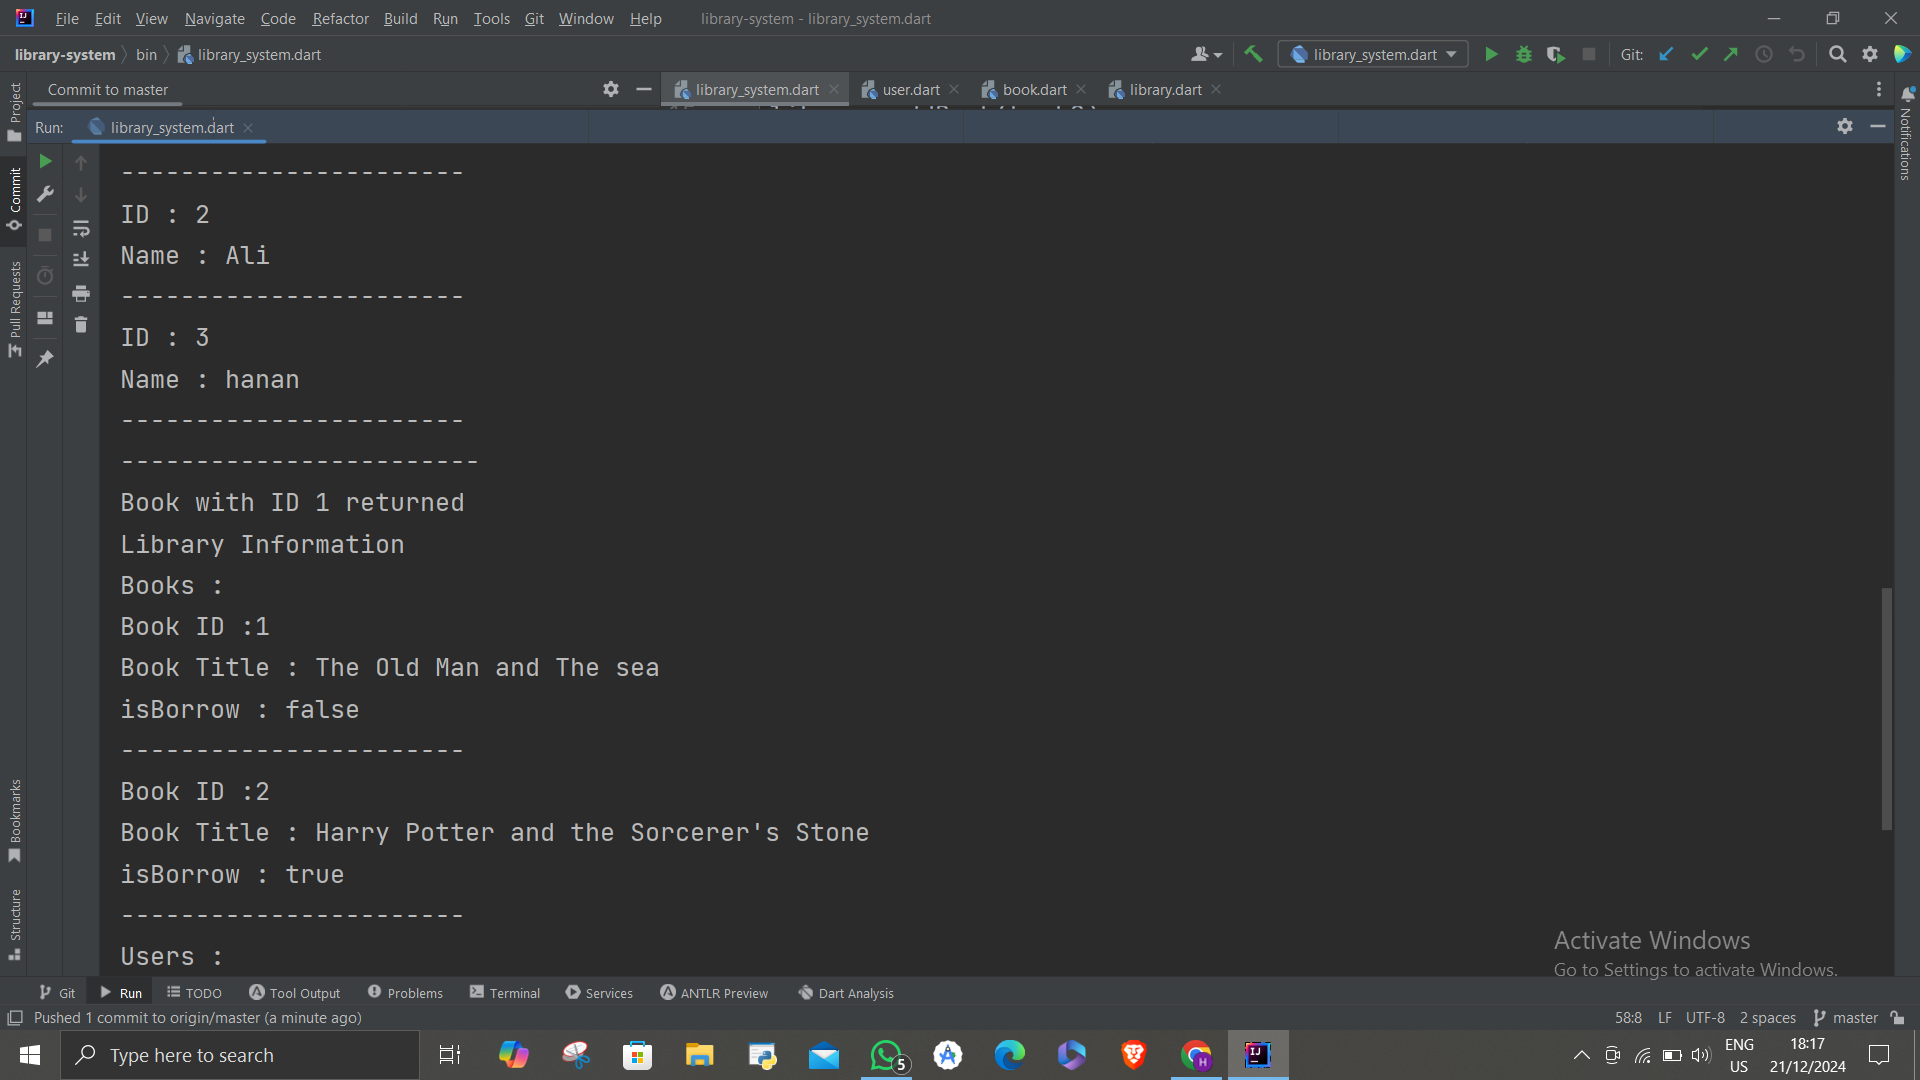 File Edit View Navigate Code Refactor Build Run Tools Git Window Help library-system - library_system.dart
library-system bin library_system.dart library_system.dart Git:
Commit to master library_system.dart user.dart book.dart library.dart
Run: library_system.dart
Project
Commit
Pull Requests
Bookmarks
Structure
Notifications
-----------------------
ID : 2
Name : Ali
-----------------------
ID : 3
Name : hanan
-----------------------
------------------------
Book with ID 1 returned
Library Information
Books :
Book ID :1
Book Title : The Old Man and The sea
isBorrow : false
-----------------------
Book ID :2
Book Title : Harry Potter and the Sorcerer's Stone
isBorrow : true
-----------------------
Users :
Activate Windows
Go to Settings to activate Windows.
Git Run TODO Tool Output Problems Terminal Services ANTLR Preview Dart Analysis
Pushed 1 commit to origin/master (a minute ago) 58:8 LF UTF-8 2 spaces master
Type here to search 5 H IJ ENG 18:17
US 21/12/2024